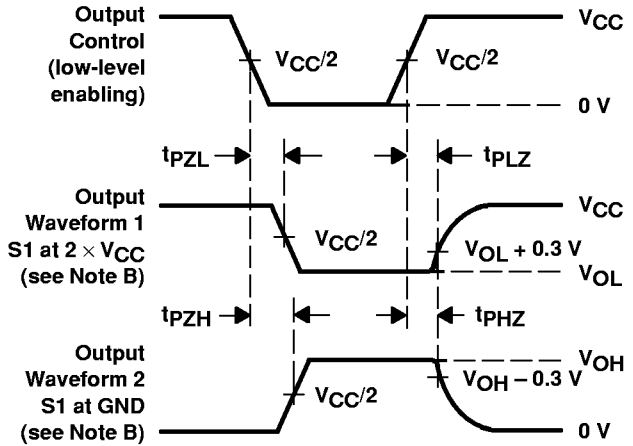 Output
Control
(low-level
enabling)
VCC/2
VCC/2
VCC
0 V
tPZL
tPLZ
Output
Waveform 1
S1 at 2 × VCC
(see Note B)
VCC/2
VCC
VOL + 0.3 V
VOL
tPZH
tPHZ
Output
Waveform 2
S1 at GND
(see Note B)
VCC/2
VOH
VOH − 0.3 V
0 V